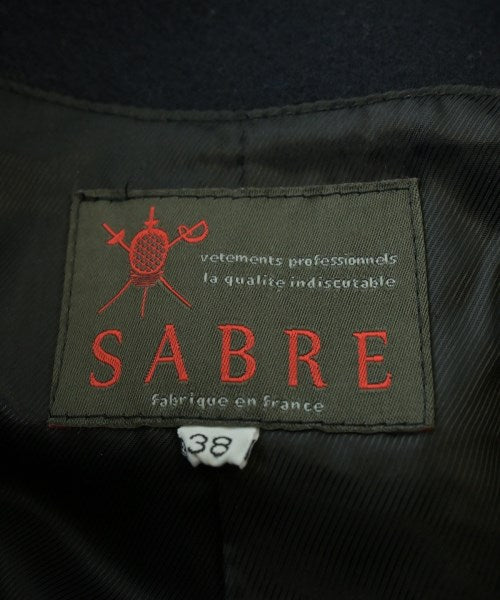 vetements professionnels
la qualite indiscutable
SABRE
fabrique en france
38